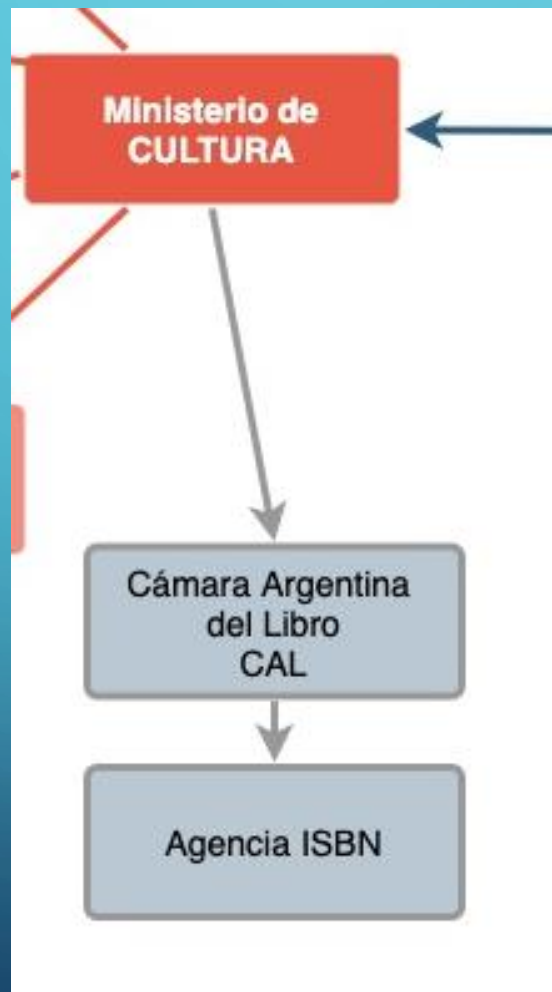 Ministerio de
CULTURA
Cámara Argentina
del Libro
CAL
Agencia ISBN